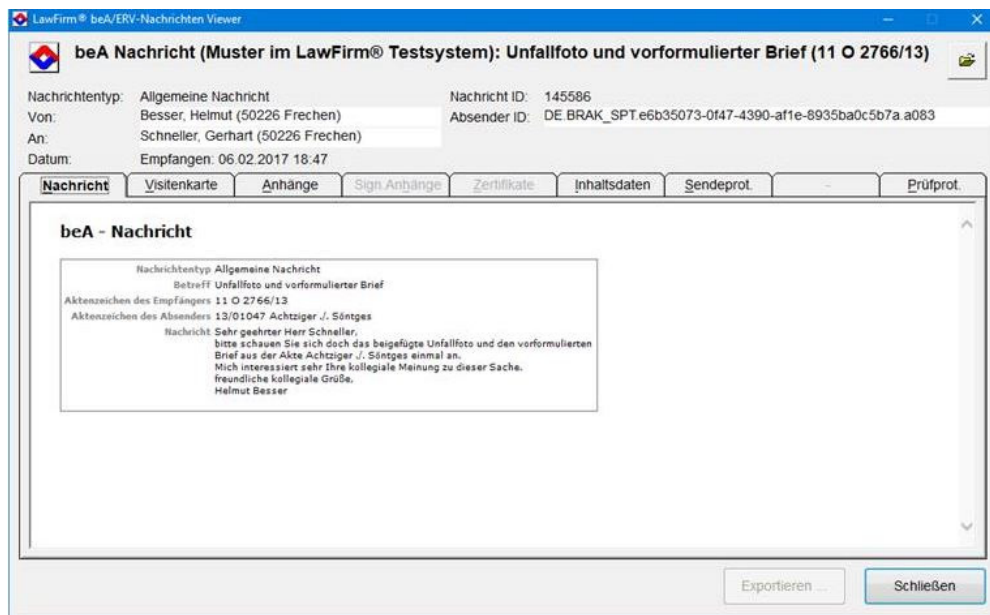 LawFirm® beA/ERV-Nachrichten Viewer
beA Nachricht (Muster im LawFirm® Testsystem): Unfallfoto und vorformulierter Brief (11 O 2766/13)
Nachrichtentyp: Allgemeine Nachricht Nachricht ID: 145586
Von: Besser, Helmut (50226 Frechen) Absender ID: DE.BRAK_SPT.e6b35073-0f47-4390-af1e-8935ba0c5b7a.a083
An: Schneller, Gerhart (50226 Frechen)
Datum: Empfangen: 06.02.2017 18:47
Nachricht Visitenkarte Anhänge Sign.Anhänge Zertifikate Inhaltsdaten Sendeprot. - Prüfprot.
beA - Nachricht
Nachrichtentyp Allgemeine Nachricht
Betreff Unfallfoto und vorformulierter Brief
Aktenzeichen des Empfängers 11 O 2766/13
Aktenzeichen des Absenders 13/01047 Achtziger ./. Söntges
Nachricht Sehr geehrter Herr Schneller,
bitte schauen Sie sich doch das beigefügte Unfallfoto und den vorformulierten
Brief aus der Akte Achtziger ./. Söntges einmal an.
Mich interessiert sehr Ihre kollegiale Meinung zu dieser Sache.
freundliche kollegiale Grüße,
Helmut Besser
Exportieren ... Schließen